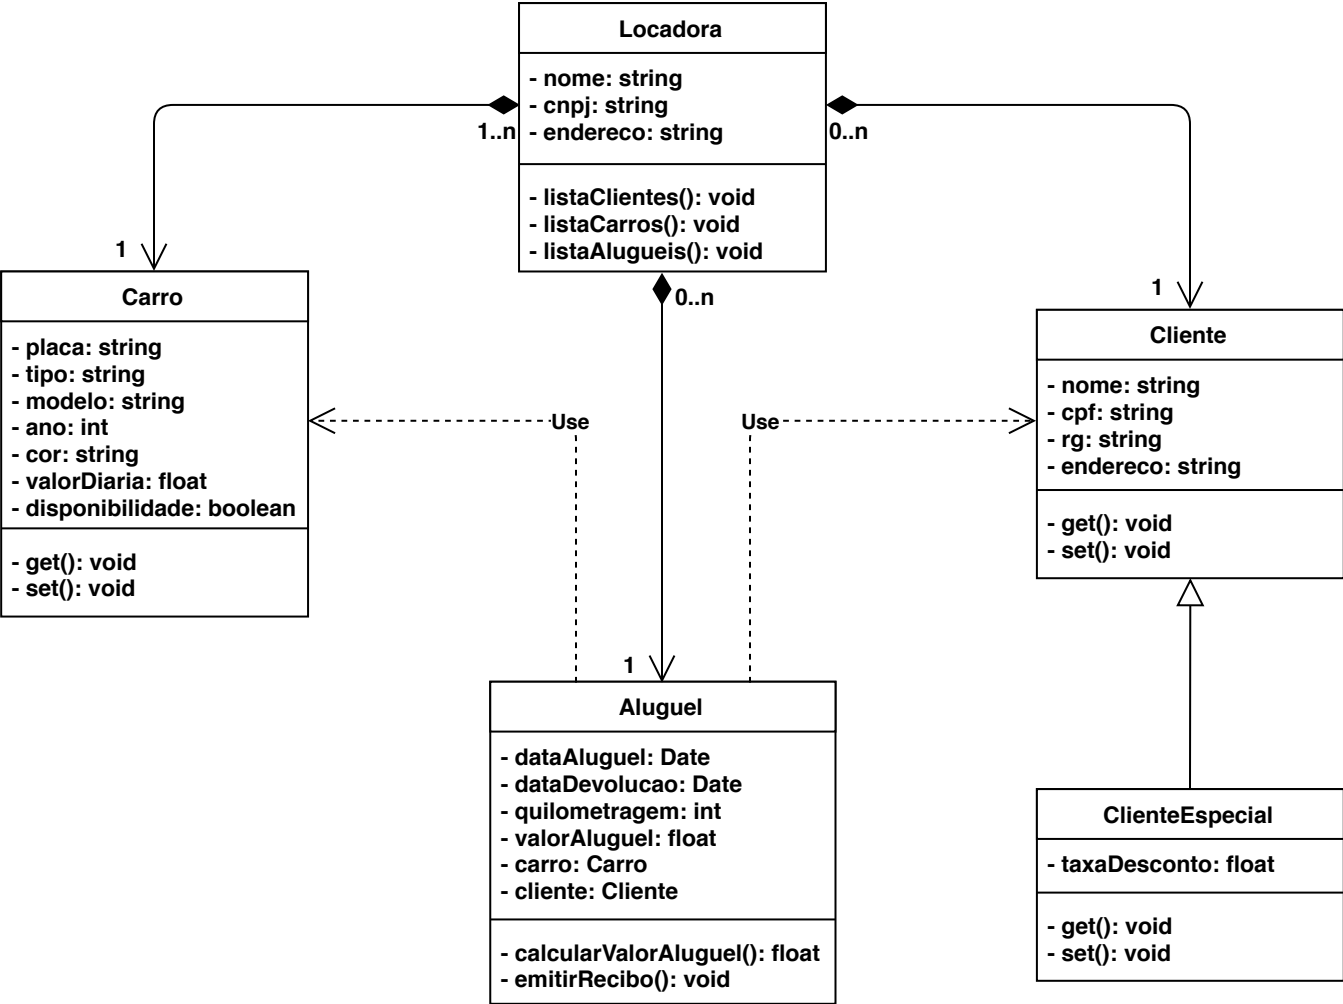 Locadora
- nome: string
- cnpj: string
- endereco: string
- listaClientes(): void
- listaCarros(): void
- listaAlugueis(): void
1..n
0..n
0..n
1
1
1
Carro
- placa: string
- tipo: string
- modelo: string
- ano: int
- cor: string
- valorDiaria: float
- disponibilidade: boolean
- get(): void
- set(): void
Use
Use
Cliente
- nome: string
- cpf: string
- rg: string
- endereco: string
- get(): void
- set(): void
Aluguel
- dataAluguel: Date
- dataDevolucao: Date
- quilometragem: int
- valorAluguel: float
- carro: Carro
- cliente: Cliente
- calcularValorAluguel(): float
- emitirRecibo(): void
ClienteEspecial
- taxaDesconto: float
- get(): void
- set(): void